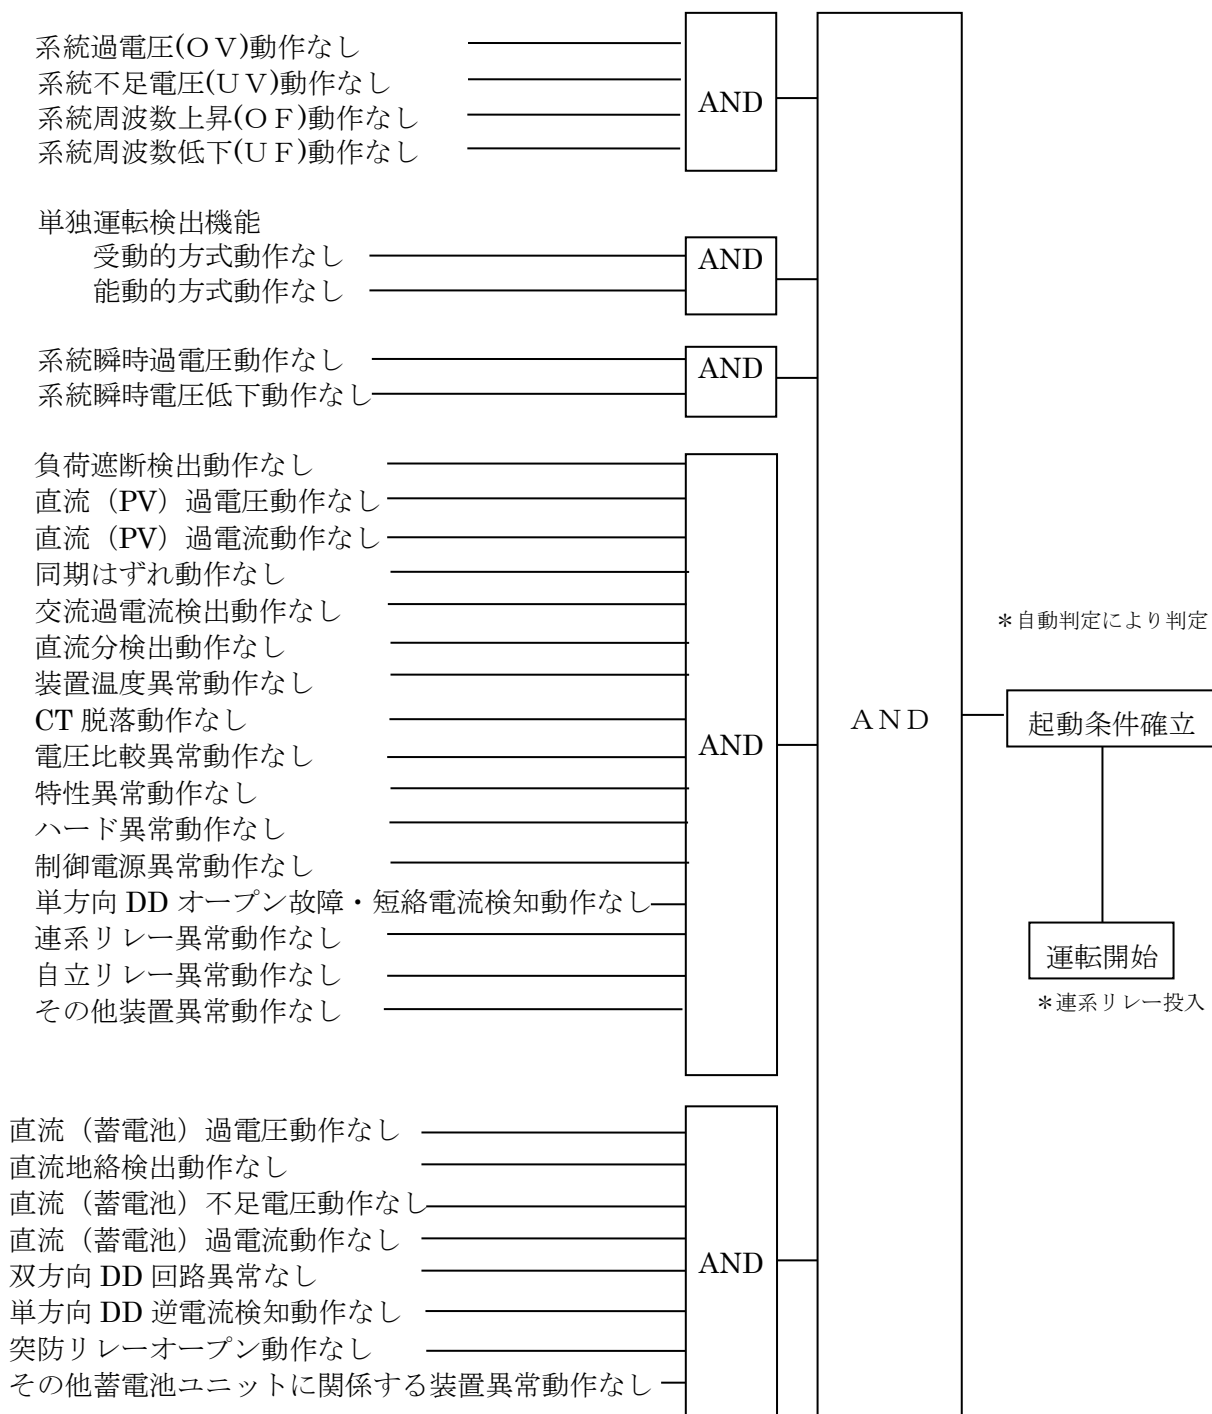 系統過電圧(ＯＶ)動作なし
系統不足電圧(ＵＶ)動作なし
系統周波数上昇(ＯＦ)動作なし
系統周波数低下(ＵＦ)動作なし
AND
単独運転検出機能
受動的方式動作なし
能動的方式動作なし
AND
系統瞬時過電圧動作なし
系統瞬時電圧低下動作なし
AND
負荷遮断検出動作なし
直流（PV）過電圧動作なし
直流（PV）過電流動作なし
同期はずれ動作なし
交流過電流検出動作なし
直流分検出動作なし
装置温度異常動作なし
CT 脱落動作なし
電圧比較異常動作なし
特性異常動作なし
ハード異常動作なし
制御電源異常動作なし
単方向 DD オープン故障・短絡電流検知動作なし
連系リレー異常動作なし
自立リレー異常動作なし
その他装置異常動作なし
AND
直流（蓄電池）過電圧動作なし
直流地絡検出動作なし
直流（蓄電池）不足電圧動作なし
直流（蓄電池）過電流動作なし
双方向 DD 回路異常なし
単方向 DD 逆電流検知動作なし
突防リレーオープン動作なし
その他蓄電池ユニットに関係する装置異常動作なし
AND
ＡＮＤ
＊自動判定により判定
起動条件確立
運転開始
＊連系リレー投入